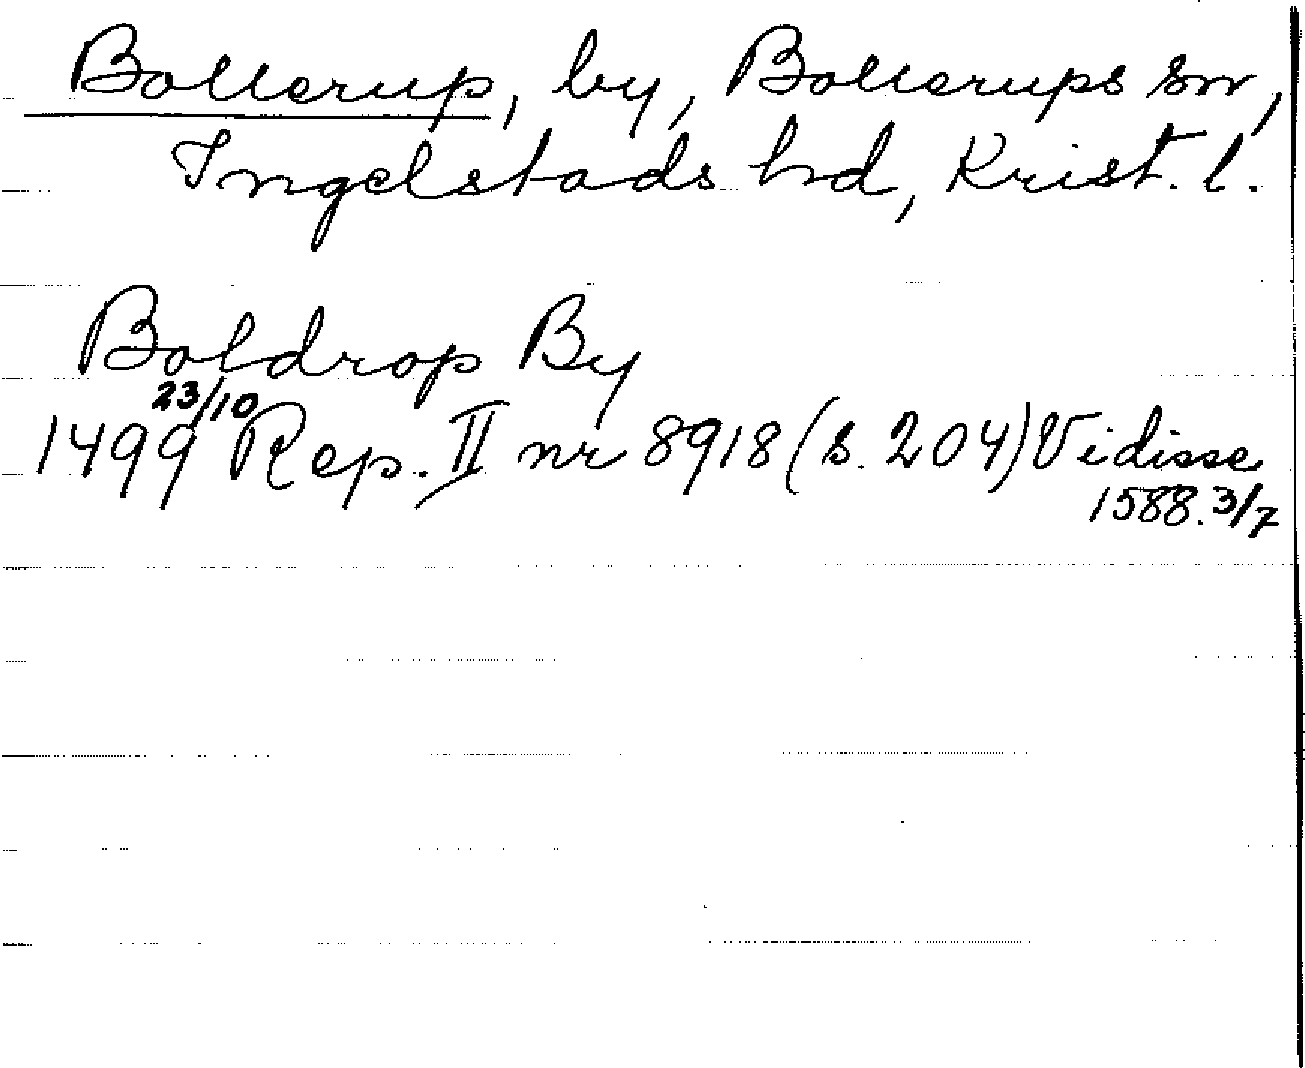 Bollerup, by, Bollerups sn,
Ingelstads hd, Krist. l.
Boldrop By
23/10
1499 Rep. II nr 8918 (s. 204) Vidisse
1588. 3/7